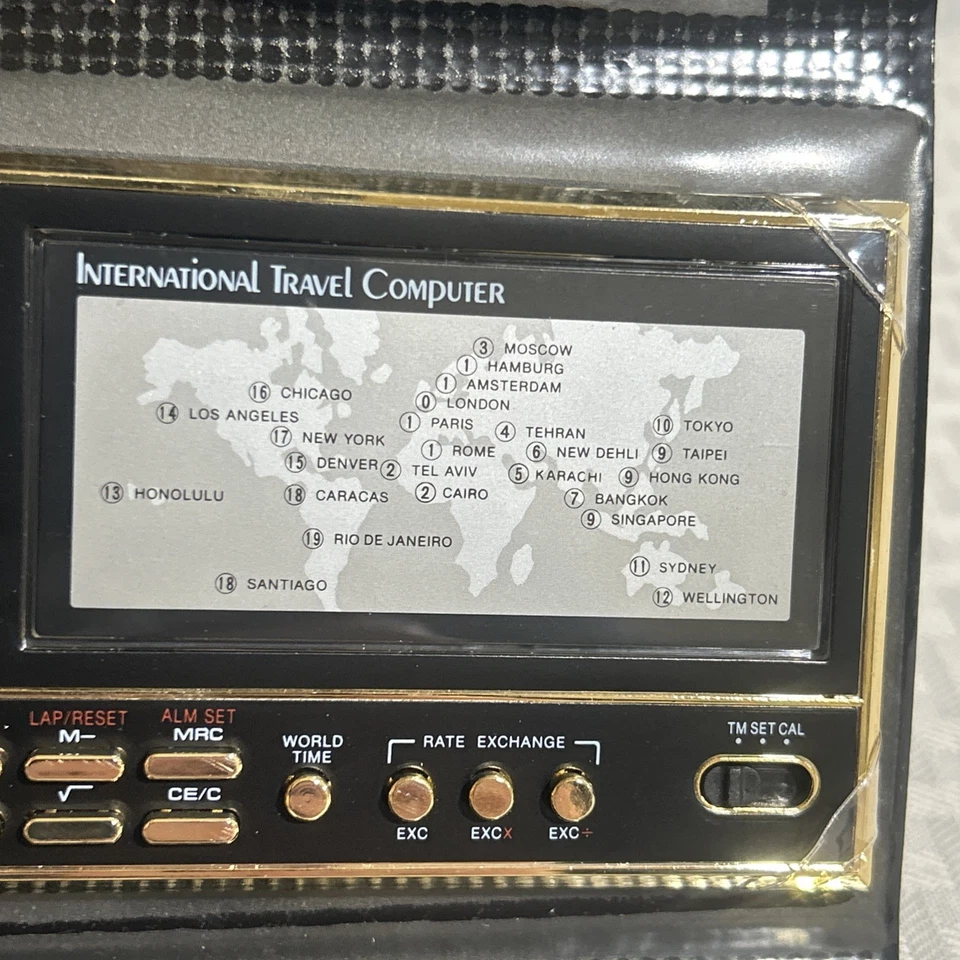 INTERNATIONAL TRAVEL COMPUTER
3 MOSCOW
1 HAMBURG
1 AMSTERDAM
16 CHICAGO
0 LONDON
14 LOS ANGELES
1 PARIS
4 TEHRAN
10 TOKYO
17 NEW YORK
1 ROME
6 NEW DEHLI
9 TAIPEI
15 DENVER
2 TEL AVIV
5 KARACHI
9 HONG KONG
13 HONOLULU
18 CARACAS
2 CAIRO
7 BANGKOK
9 SINGAPORE
19 RIO DE JANEIRO
11 SYDNEY
18 SANTIAGO
12 WELLINGTON
LAP/RESET
M−
ALM SET
MRC
WORLD
TIME
RATE EXCHANGE
TM SET CAL
√
CE/C
EXC
EXCX
EXC÷